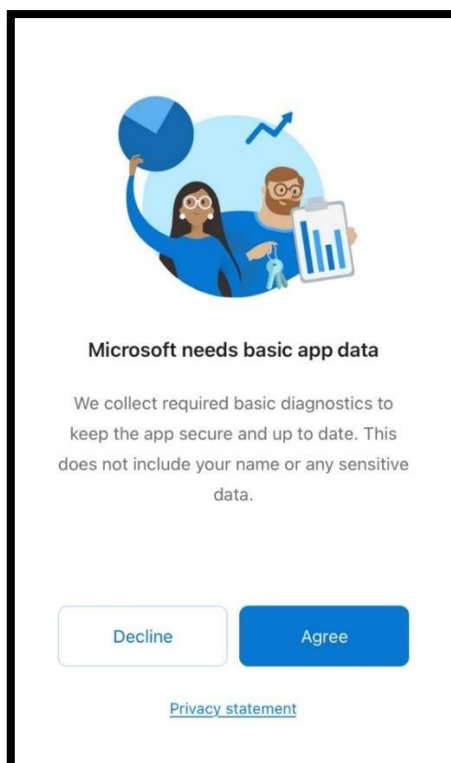 Microsoft needs basic app data
We collect required basic diagnostics to
keep the app secure and up to date. This
does not include your name or any sensitive
data.
Decline
Agree
Privacy statement